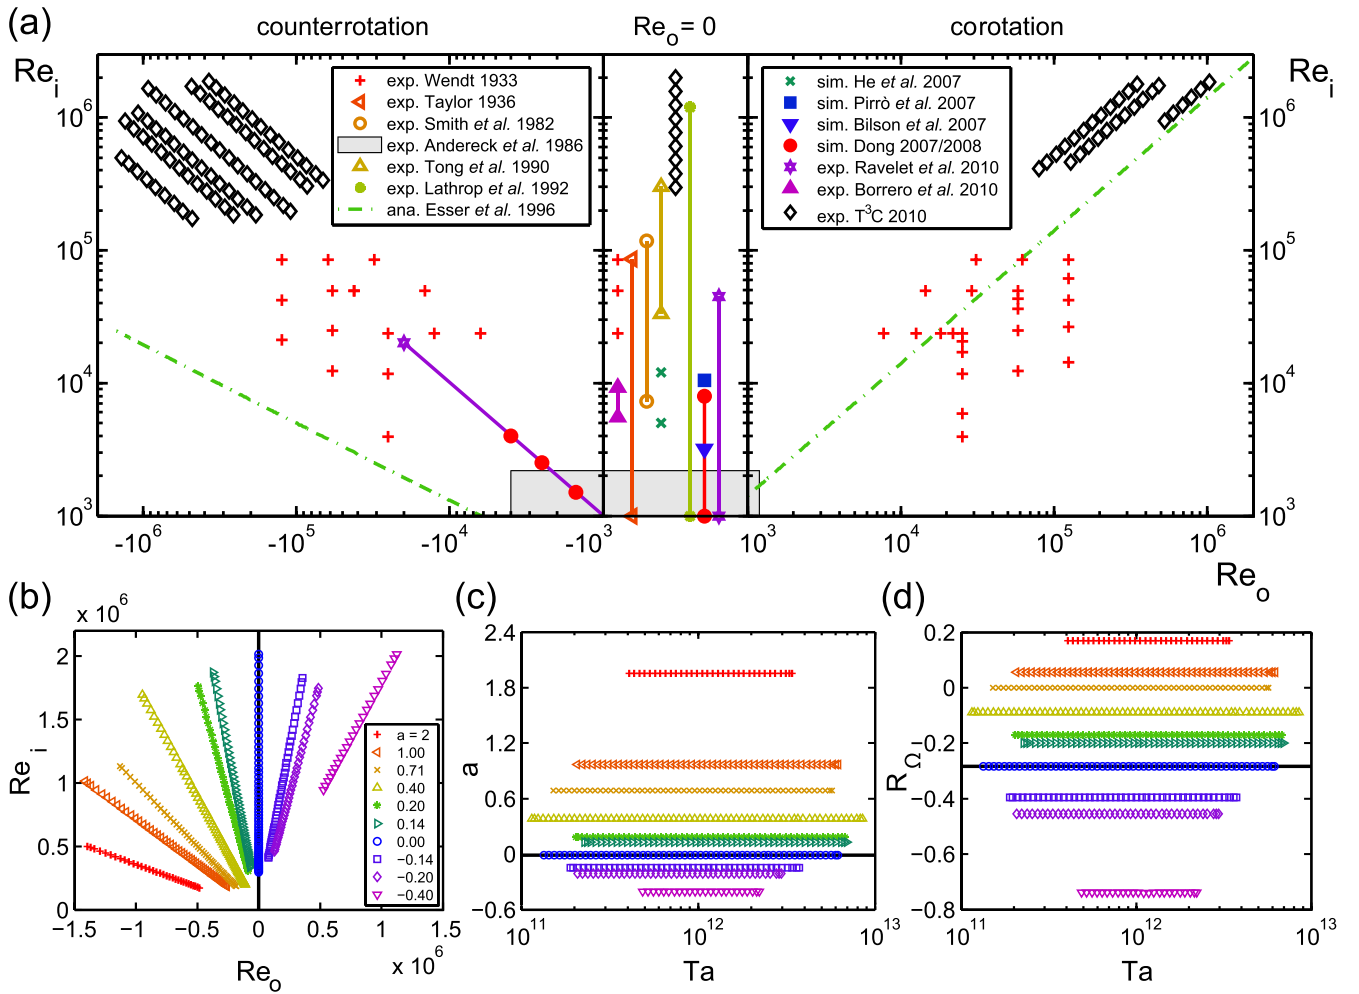 (a)
counterrotation
Re_o = 0
corotation
Re_i
10^6
10^5
10^4
10^3
-10^6
-10^5
-10^4
-10^3
10^3
10^4
10^5
10^6
Re_o
Re_i
10^6
10^5
10^4
10^3
exp. Wendt 1933
exp. Taylor 1936
exp. Smith et al. 1982
exp. Andereck et al. 1986
exp. Tong et al. 1990
exp. Lathrop et al. 1992
ana. Esser et al. 1996
sim. He et al. 2007
sim. Pirrò et al. 2007
sim. Bilson et al. 2007
sim. Dong 2007/2008
exp. Ravelet et al. 2010
exp. Borrero et al. 2010
exp. T^3C 2010
(b)
x 10^6
Re_i
2
1.5
1
0.5
0
−1.5
−1
−0.5
0
0.5
1
1.5
x 10^6
Re_o
a = 2
1.00
0.71
0.40
0.20
0.14
0.00
−0.14
−0.20
−0.40
(c)
a
2.4
1.8
1.2
0.6
0
−0.6
10^11
10^12
10^13
Ta
(d)
R_Ω
0.2
0
−0.2
−0.4
−0.6
−0.8
10^11
10^12
10^13
Ta